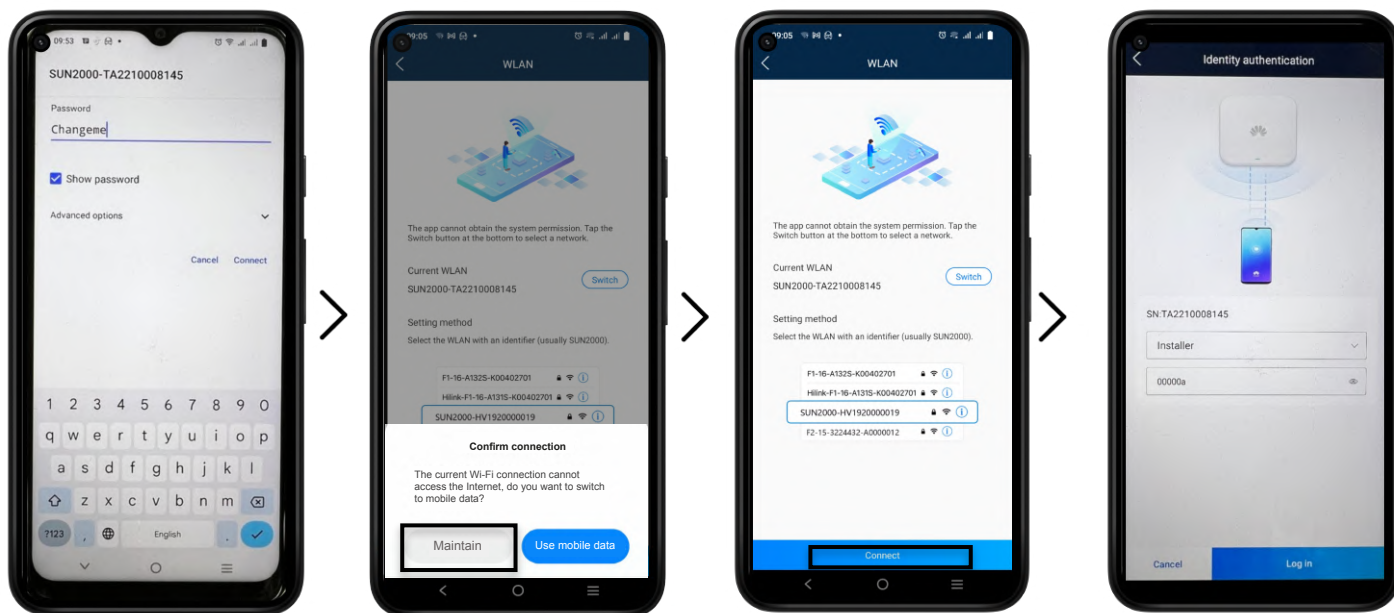 09:53
SUN2000-TA2210008145
Password
Changeme
Show password
Advanced options
Cancel Connect
1 2 3 4 5 6 7 8 9 0
q w e r t y u i o p
a s d f g h j k l
z x c v b n m
?123 , English .
9:05
WLAN
The app cannot obtain the system permission. Tap the
Switch button at the bottom to select a network.
Current WLAN
SUN2000-TA2210008145
Switch
Setting method
Select the WLAN with an identifier (usually SUN2000).
F1-16-A132S-K00402701
Hilink-F1-16-A131S-K00402701
SUN2000-HV1920000019
Confirm connection
The current Wi-Fi connection cannot
access the Internet, do you want to switch
to mobile data?
Maintain Use mobile data
9:05
WLAN
The app cannot obtain the system permission. Tap the
Switch button at the bottom to select a network.
Current WLAN
SUN2000-TA2210008145
Switch
Setting method
Select the WLAN with an identifier (usually SUN2000).
F1-16-A132S-K00402701
Hilink-F1-16-A131S-K00402701
SUN2000-HV1920000019
F2-15-3224432-A0000012
Connect
Identity authentication
SN:TA2210008145
Installer
00000a
Cancel Log in